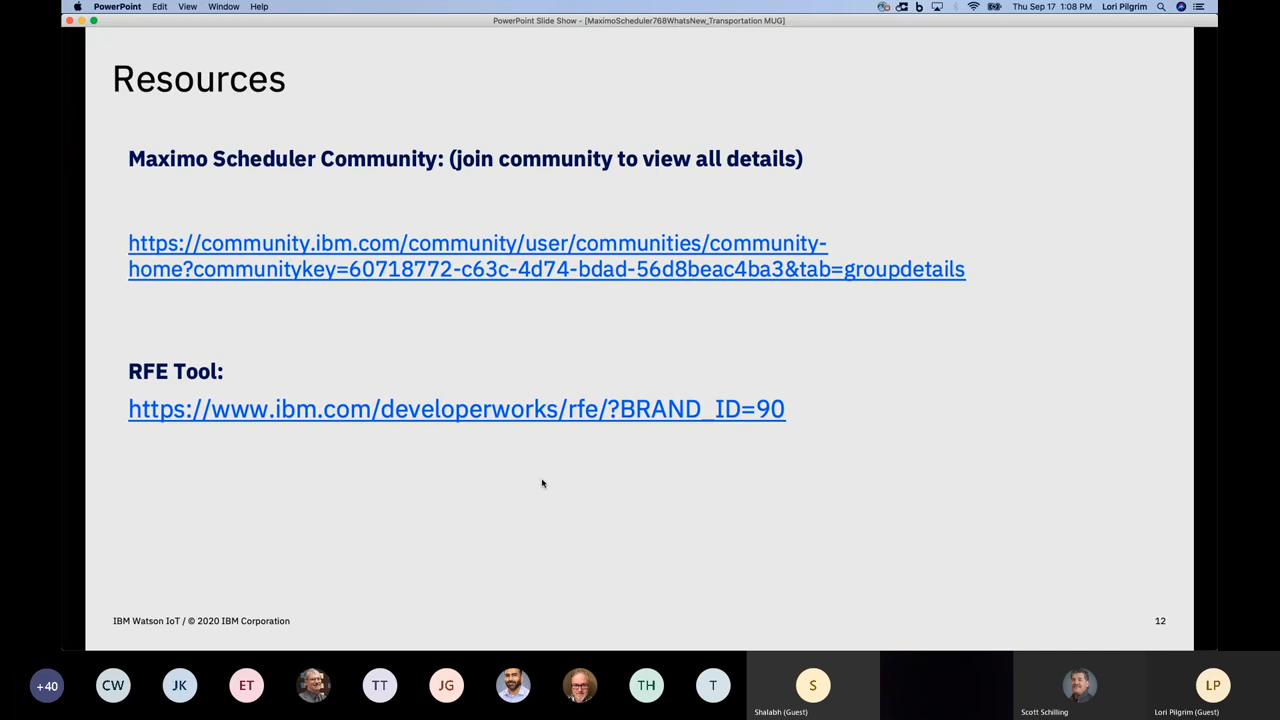 PowerPoint Edit View Window Help Thu Sep 17 1:08 PM Lori Pilgrim
PowerPoint Slide Show - [MaximoScheduler768WhatsNew_Transportation MUG]
Resources
Maximo Scheduler Community: (join community to view all details)
https://community.ibm.com/community/user/communities/community-
home?communitykey=60718772-c63c-4d74-bdad-56d8beac4ba3&tab=groupdetails
RFE Tool:
https://www.ibm.com/developerworks/rfe/?BRAND_ID=90
IBM Watson IoT / © 2020 IBM Corporation 12
+40 CW JK ET TT JG TH T S LP
Shalabh (Guest) Scott Schilling Lori Pilgrim (Guest)